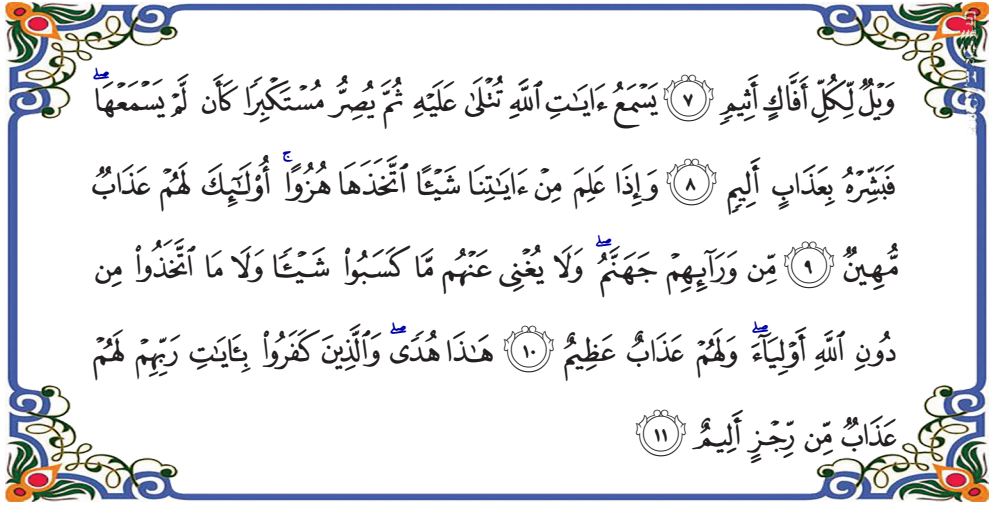 وَيْلٌ لِّكُلِّ أَفَّاكٍ أَثِيمٍ ٧ يَسْمَعُ ءَايَٰتِ ٱللَّهِ تُتْلَىٰ عَلَيْهِ ثُمَّ يُصِرُّ مُسْتَكْبِرًا كَأَن لَّمْ يَسْمَعْهَا ۖ
فَبَشِّرْهُ بِعَذَابٍ أَلِيمٍ ٨ وَإِذَا عَلِمَ مِنْ ءَايَٰتِنَا شَيْـًٔا ٱتَّخَذَهَا هُزُوًا ۚ أُو۟لَٰٓئِكَ لَهُمْ عَذَابٌ
مُّهِينٌ ٩ مِّن وَرَآئِهِمْ جَهَنَّمُ ۖ وَلَا يُغْنِى عَنْهُم مَّا كَسَبُوا۟ شَيْـًٔا وَلَا مَا ٱتَّخَذُوا۟ مِن
دُونِ ٱللَّهِ أَوْلِيَآءَ ۖ وَلَهُمْ عَذَابٌ عَظِيمٌ ١٠ هَٰذَا هُدًى ۖ وَٱلَّذِينَ كَفَرُوا۟ بِـَٔايَٰتِ رَبِّهِمْ لَهُمْ
عَذَابٌ مِّن رِّجْزٍ أَلِيمٌ ١١